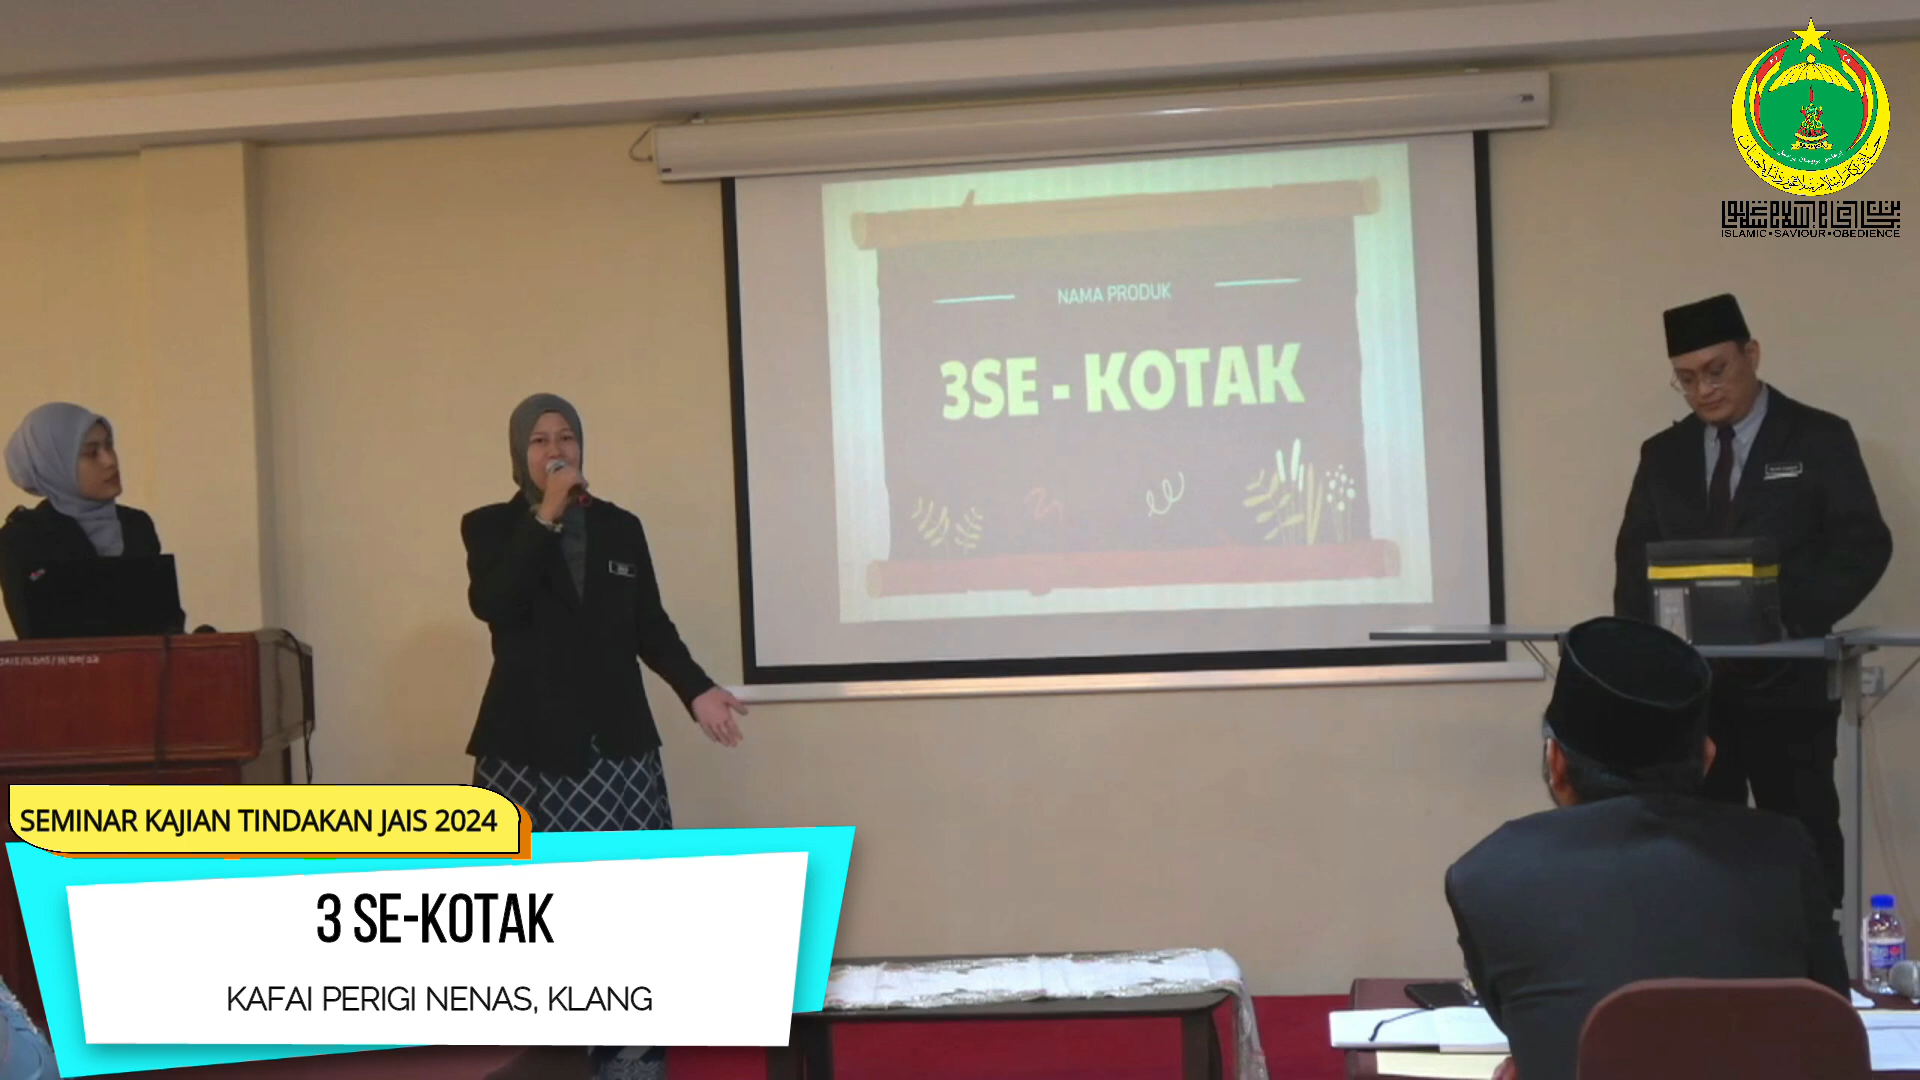 ISLAMIC • SAVIOUR • OBEDIENCE
NAMA PRODUK
3SE - KOTAK
SEMINAR KAJIAN TINDAKAN JAIS 2024
3 SE-KOTAK
KAFAI PERIGI NENAS, KLANG